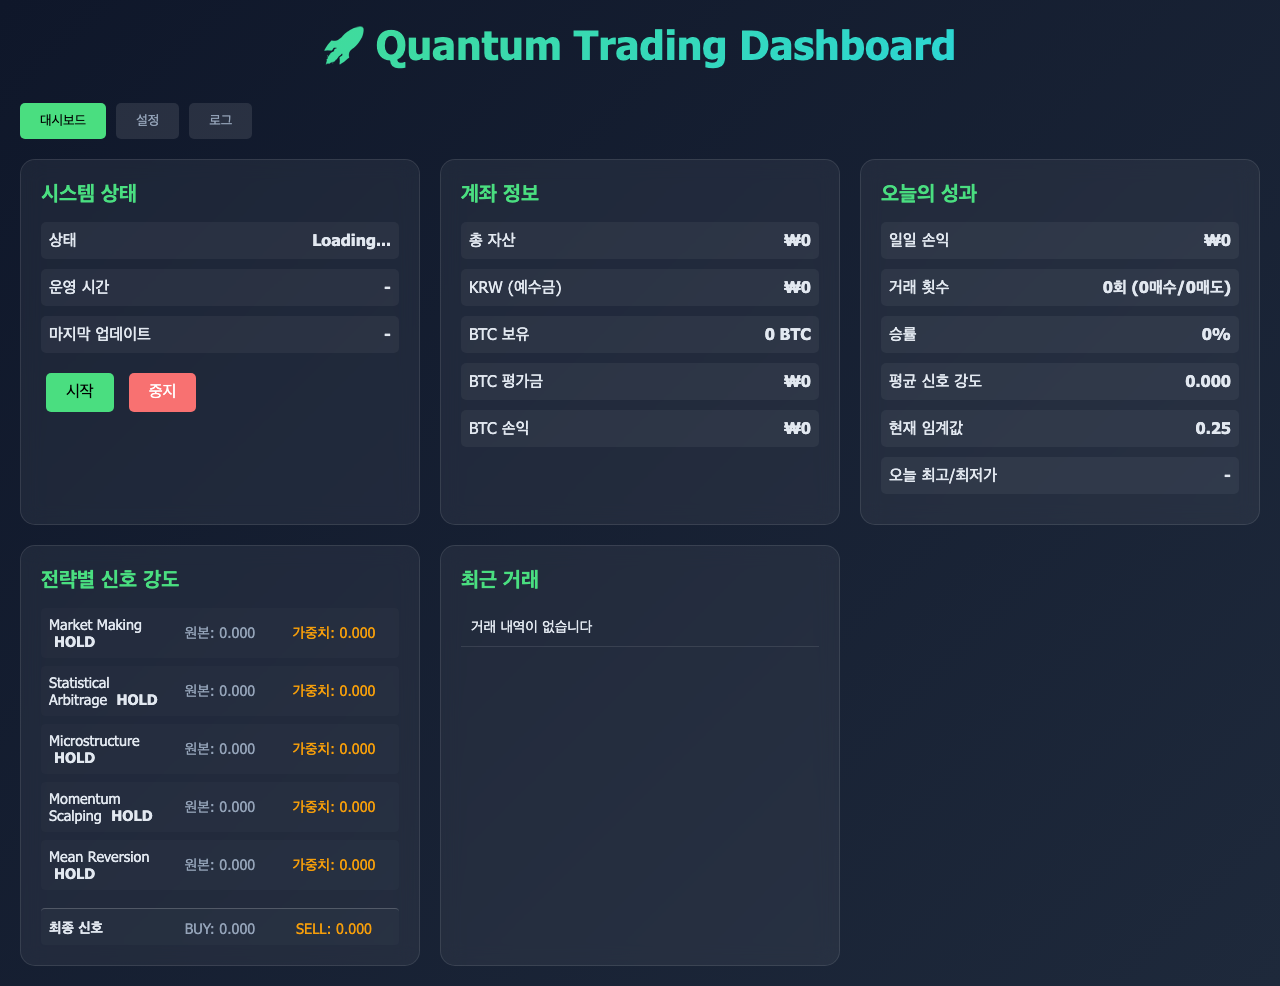 Quantum Trading Dashboard
대시보드
설정
로그
시스템 상태
상태 Loading...
운영 시간 -
마지막 업데이트 -
시작 중지
계좌 정보
총 자산 ₩0
KRW (예수금) ₩0
BTC 보유 0 BTC
BTC 평가금 ₩0
BTC 손익 ₩0
오늘의 성과
일일 손익 ₩0
거래 횟수 0회 (0매수/0매도)
승률 0%
평균 신호 강도 0.000
현재 임계값 0.25
오늘 최고/최저가 -
전략별 신호 강도
Market Making
HOLD
원본: 0.000
가중치: 0.000
Statistical
Arbitrage HOLD
원본: 0.000
가중치: 0.000
Microstructure
HOLD
원본: 0.000
가중치: 0.000
Momentum
Scalping HOLD
원본: 0.000
가중치: 0.000
Mean Reversion
HOLD
원본: 0.000
가중치: 0.000
최종 신호 BUY: 0.000 SELL: 0.000
최근 거래
거래 내역이 없습니다